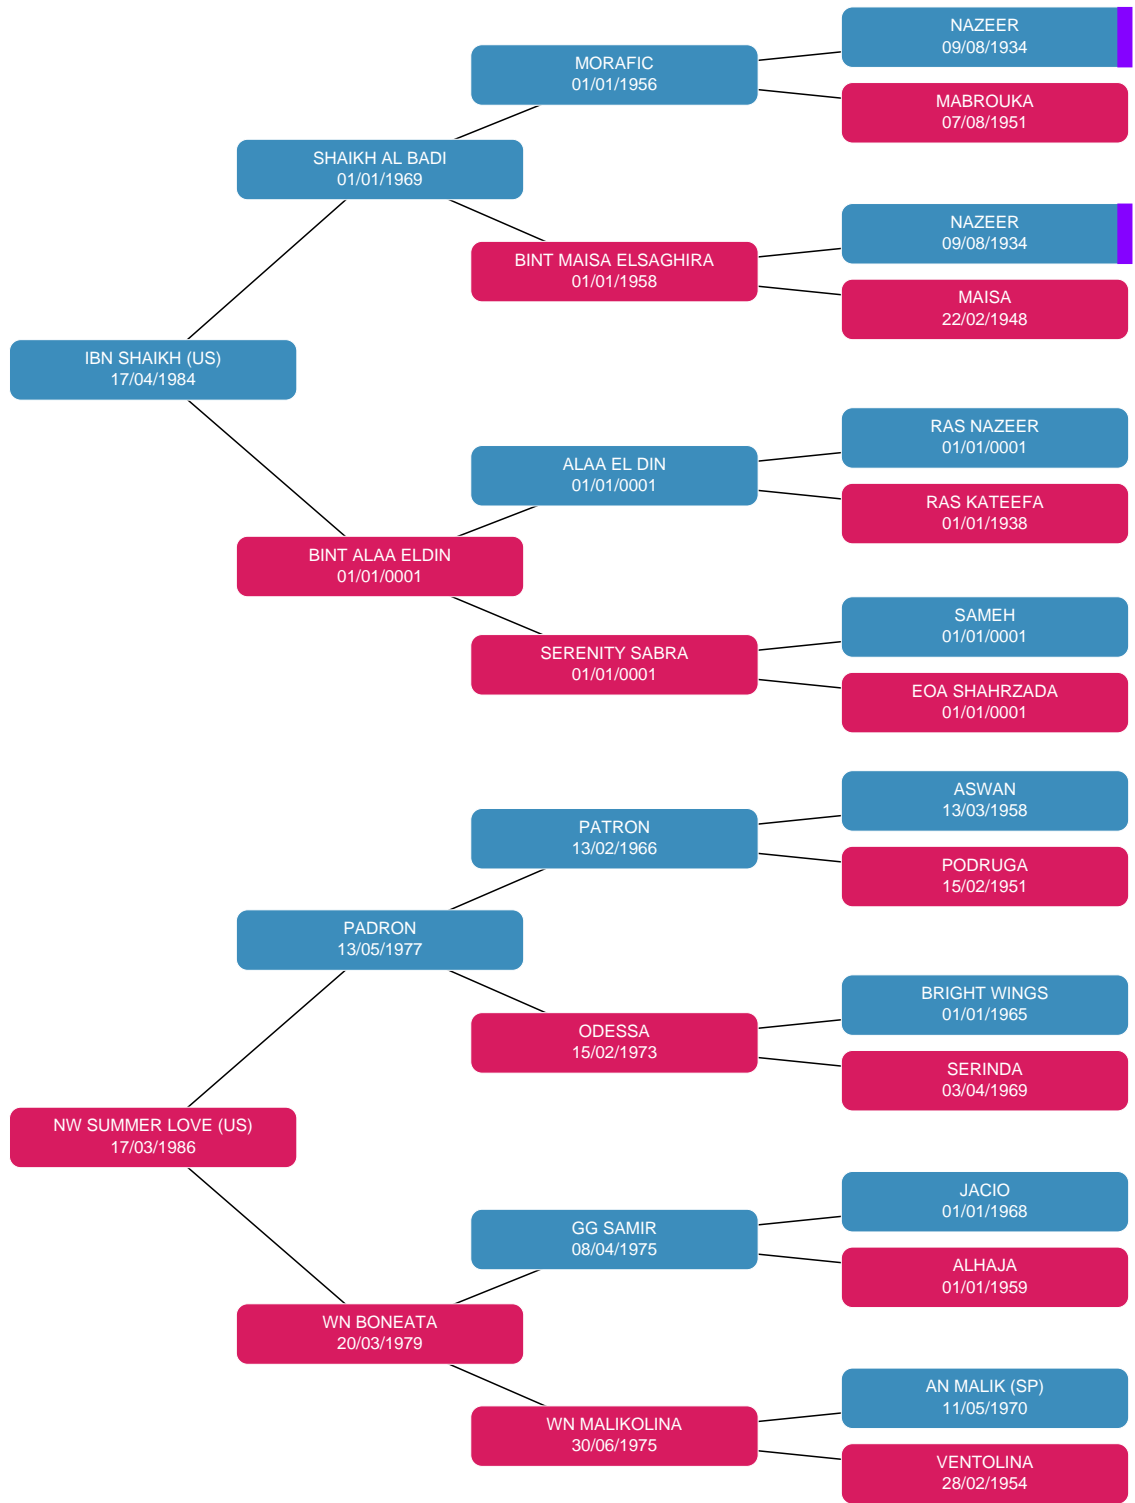 NAZEER
09/08/1934
MORAFIC
01/01/1956
MABROUKA
07/08/1951
SHAIKH AL BADI
01/01/1969
NAZEER
09/08/1934
BINT MAISA ELSAGHIRA
01/01/1958
MAISA
22/02/1948
IBN SHAIKH (US)
17/04/1984
RAS NAZEER
01/01/0001
ALAA EL DIN
01/01/0001
RAS KATEEFA
01/01/1938
BINT ALAA ELDIN
01/01/0001
SAMEH
01/01/0001
SERENITY SABRA
01/01/0001
EOA SHAHRZADA
01/01/0001
ASWAN
13/03/1958
PATRON
13/02/1966
PODRUGA
15/02/1951
PADRON
13/05/1977
BRIGHT WINGS
01/01/1965
ODESSA
15/02/1973
SERINDA
03/04/1969
NW SUMMER LOVE (US)
17/03/1986
JACIO
01/01/1968
GG SAMIR
08/04/1975
ALHAJA
01/01/1959
WN BONEATA
20/03/1979
AN MALIK (SP)
11/05/1970
WN MALIKOLINA
30/06/1975
VENTOLINA
28/02/1954